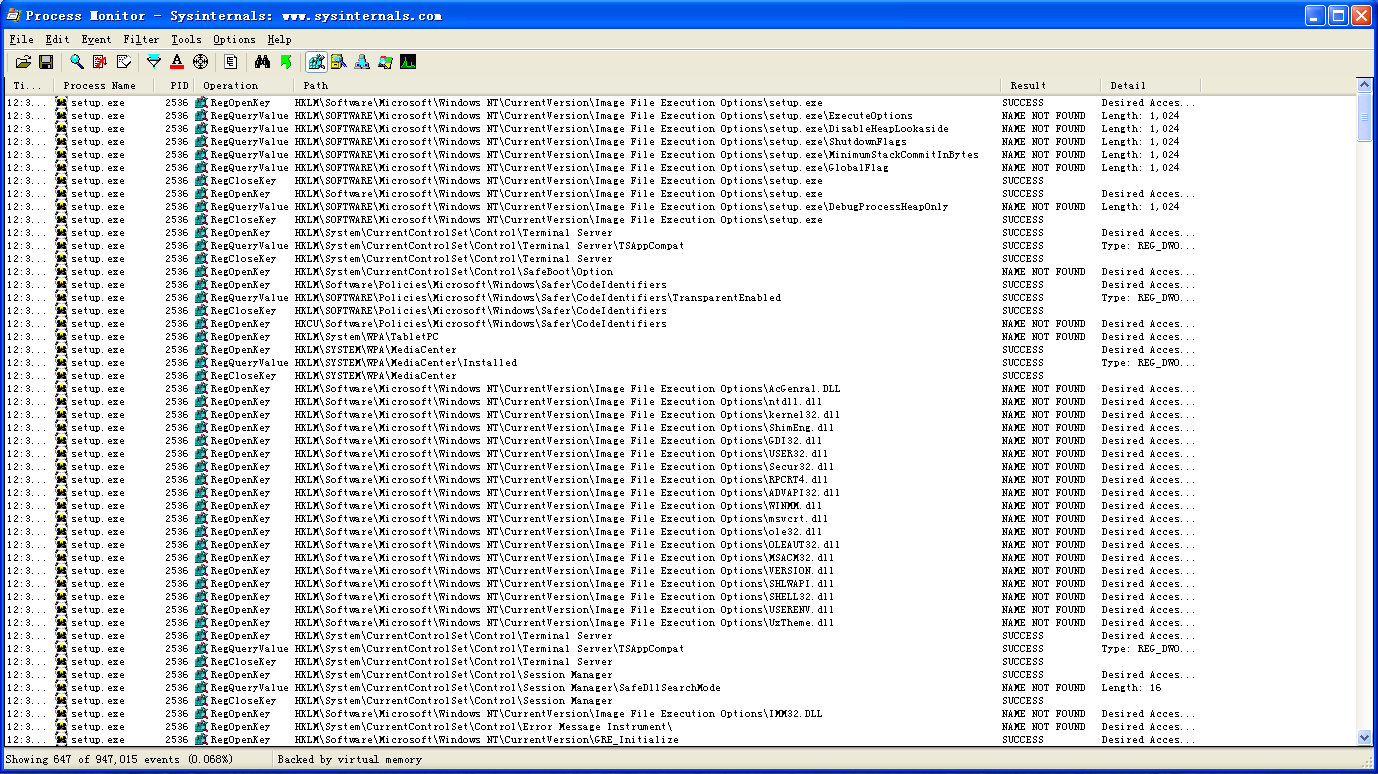 Process Monitor - Sysinternals: www.sysinternals.com
File Edit Event Filter Tools Options Help
Ti... Process Name PID Operation Path Result Detail
12:3... setup.exe 2536 RegOpenKey HKLM\Software\Microsoft\Windows NT\CurrentVersion\Image File Execution Options\setup.exe SUCCESS Desired Acces...
12:3... setup.exe 2536 RegQueryValue HKLM\SOFTWARE\Microsoft\Windows NT\CurrentVersion\Image File Execution Options\setup.exe\ExecuteOptions NAME NOT FOUND Length: 1,024
12:3... setup.exe 2536 RegQueryValue HKLM\SOFTWARE\Microsoft\Windows NT\CurrentVersion\Image File Execution Options\setup.exe\DisableHeapLookaside NAME NOT FOUND Length: 1,024
12:3... setup.exe 2536 RegQueryValue HKLM\SOFTWARE\Microsoft\Windows NT\CurrentVersion\Image File Execution Options\setup.exe\ShutdownFlags NAME NOT FOUND Length: 1,024
12:3... setup.exe 2536 RegQueryValue HKLM\SOFTWARE\Microsoft\Windows NT\CurrentVersion\Image File Execution Options\setup.exe\MinimumStackCommitInBytes NAME NOT FOUND Length: 1,024
12:3... setup.exe 2536 RegQueryValue HKLM\SOFTWARE\Microsoft\Windows NT\CurrentVersion\Image File Execution Options\setup.exe\GlobalFlag NAME NOT FOUND Length: 1,024
12:3... setup.exe 2536 RegCloseKey HKLM\SOFTWARE\Microsoft\Windows NT\CurrentVersion\Image File Execution Options\setup.exe SUCCESS
12:3... setup.exe 2536 RegOpenKey HKLM\Software\Microsoft\Windows NT\CurrentVersion\Image File Execution Options\setup.exe SUCCESS Desired Acces...
12:3... setup.exe 2536 RegQueryValue HKLM\SOFTWARE\Microsoft\Windows NT\CurrentVersion\Image File Execution Options\setup.exe\DebugProcessHeapOnly NAME NOT FOUND Length: 1,024
12:3... setup.exe 2536 RegCloseKey HKLM\SOFTWARE\Microsoft\Windows NT\CurrentVersion\Image File Execution Options\setup.exe SUCCESS
12:3... setup.exe 2536 RegOpenKey HKLM\System\CurrentControlSet\Control\Terminal Server SUCCESS Desired Acces...
12:3... setup.exe 2536 RegQueryValue HKLM\System\CurrentControlSet\Control\Terminal Server\TSAppCompat SUCCESS Type: REG_DWO...
12:3... setup.exe 2536 RegCloseKey HKLM\System\CurrentControlSet\Control\Terminal Server SUCCESS
12:3... setup.exe 2536 RegOpenKey HKLM\System\CurrentControlSet\Control\SafeBoot\Option NAME NOT FOUND Desired Acces...
12:3... setup.exe 2536 RegOpenKey HKLM\Software\Policies\Microsoft\Windows\Safer\CodeIdentifiers SUCCESS Desired Acces...
12:3... setup.exe 2536 RegQueryValue HKLM\SOFTWARE\Policies\Microsoft\Windows\Safer\CodeIdentifiers\TransparentEnabled SUCCESS Type: REG_DWO...
12:3... setup.exe 2536 RegCloseKey HKLM\SOFTWARE\Policies\Microsoft\Windows\Safer\CodeIdentifiers SUCCESS
12:3... setup.exe 2536 RegOpenKey HKCU\Software\Policies\Microsoft\Windows\Safer\CodeIdentifiers NAME NOT FOUND Desired Acces...
12:3... setup.exe 2536 RegOpenKey HKLM\System\WPA\TabletPC NAME NOT FOUND Desired Acces...
12:3... setup.exe 2536 RegOpenKey HKLM\SYSTEM\WPA\MediaCenter SUCCESS Desired Acces...
12:3... setup.exe 2536 RegQueryValue HKLM\SYSTEM\WPA\MediaCenter\Installed SUCCESS Type: REG_DWO...
12:3... setup.exe 2536 RegCloseKey HKLM\SYSTEM\WPA\MediaCenter SUCCESS
12:3... setup.exe 2536 RegOpenKey HKLM\Software\Microsoft\Windows NT\CurrentVersion\Image File Execution Options\AcGenral.DLL NAME NOT FOUND Desired Acces...
12:3... setup.exe 2536 RegOpenKey HKLM\Software\Microsoft\Windows NT\CurrentVersion\Image File Execution Options\ntdll.dll NAME NOT FOUND Desired Acces...
12:3... setup.exe 2536 RegOpenKey HKLM\Software\Microsoft\Windows NT\CurrentVersion\Image File Execution Options\kernel32.dll NAME NOT FOUND Desired Acces...
12:3... setup.exe 2536 RegOpenKey HKLM\Software\Microsoft\Windows NT\CurrentVersion\Image File Execution Options\ShimEng.dll NAME NOT FOUND Desired Acces...
12:3... setup.exe 2536 RegOpenKey HKLM\Software\Microsoft\Windows NT\CurrentVersion\Image File Execution Options\GDI32.dll NAME NOT FOUND Desired Acces...
12:3... setup.exe 2536 RegOpenKey HKLM\Software\Microsoft\Windows NT\CurrentVersion\Image File Execution Options\USER32.dll NAME NOT FOUND Desired Acces...
12:3... setup.exe 2536 RegOpenKey HKLM\Software\Microsoft\Windows NT\CurrentVersion\Image File Execution Options\Secur32.dll NAME NOT FOUND Desired Acces...
12:3... setup.exe 2536 RegOpenKey HKLM\Software\Microsoft\Windows NT\CurrentVersion\Image File Execution Options\RPCRT4.dll NAME NOT FOUND Desired Acces...
12:3... setup.exe 2536 RegOpenKey HKLM\Software\Microsoft\Windows NT\CurrentVersion\Image File Execution Options\ADVAPI32.dll NAME NOT FOUND Desired Acces...
12:3... setup.exe 2536 RegOpenKey HKLM\Software\Microsoft\Windows NT\CurrentVersion\Image File Execution Options\WINMM.dll NAME NOT FOUND Desired Acces...
12:3... setup.exe 2536 RegOpenKey HKLM\Software\Microsoft\Windows NT\CurrentVersion\Image File Execution Options\msvcrt.dll NAME NOT FOUND Desired Acces...
12:3... setup.exe 2536 RegOpenKey HKLM\Software\Microsoft\Windows NT\CurrentVersion\Image File Execution Options\ole32.dll NAME NOT FOUND Desired Acces...
12:3... setup.exe 2536 RegOpenKey HKLM\Software\Microsoft\Windows NT\CurrentVersion\Image File Execution Options\OLEAUT32.dll NAME NOT FOUND Desired Acces...
12:3... setup.exe 2536 RegOpenKey HKLM\Software\Microsoft\Windows NT\CurrentVersion\Image File Execution Options\MSACM32.dll NAME NOT FOUND Desired Acces...
12:3... setup.exe 2536 RegOpenKey HKLM\Software\Microsoft\Windows NT\CurrentVersion\Image File Execution Options\VERSION.dll NAME NOT FOUND Desired Acces...
12:3... setup.exe 2536 RegOpenKey HKLM\Software\Microsoft\Windows NT\CurrentVersion\Image File Execution Options\SHLWAPI.dll NAME NOT FOUND Desired Acces...
12:3... setup.exe 2536 RegOpenKey HKLM\Software\Microsoft\Windows NT\CurrentVersion\Image File Execution Options\SHELL32.dll NAME NOT FOUND Desired Acces...
12:3... setup.exe 2536 RegOpenKey HKLM\Software\Microsoft\Windows NT\CurrentVersion\Image File Execution Options\USERENV.dll NAME NOT FOUND Desired Acces...
12:3... setup.exe 2536 RegOpenKey HKLM\Software\Microsoft\Windows NT\CurrentVersion\Image File Execution Options\UxTheme.dll NAME NOT FOUND Desired Acces...
12:3... setup.exe 2536 RegOpenKey HKLM\System\CurrentControlSet\Control\Terminal Server SUCCESS Desired Acces...
12:3... setup.exe 2536 RegQueryValue HKLM\System\CurrentControlSet\Control\Terminal Server\TSAppCompat SUCCESS Type: REG_DWO...
12:3... setup.exe 2536 RegCloseKey HKLM\System\CurrentControlSet\Control\Terminal Server SUCCESS
12:3... setup.exe 2536 RegOpenKey HKLM\System\CurrentControlSet\Control\Session Manager SUCCESS Desired Acces...
12:3... setup.exe 2536 RegQueryValue HKLM\System\CurrentControlSet\Control\Session Manager\SafeDllSearchMode NAME NOT FOUND Length: 16
12:3... setup.exe 2536 RegCloseKey HKLM\System\CurrentControlSet\Control\Session Manager SUCCESS
12:3... setup.exe 2536 RegOpenKey HKLM\Software\Microsoft\Windows NT\CurrentVersion\Image File Execution Options\IMM32.DLL NAME NOT FOUND Desired Acces...
12:3... setup.exe 2536 RegOpenKey HKLM\System\CurrentControlSet\Control\Error Message Instrument\ NAME NOT FOUND Desired Acces...
12:3... setup.exe 2536 RegOpenKey HKLM\Software\Microsoft\Windows NT\CurrentVersion\GRE_Initialize SUCCESS Desired Acces...
Showing 647 of 947,015 events (0.068%) Backed by virtual memory